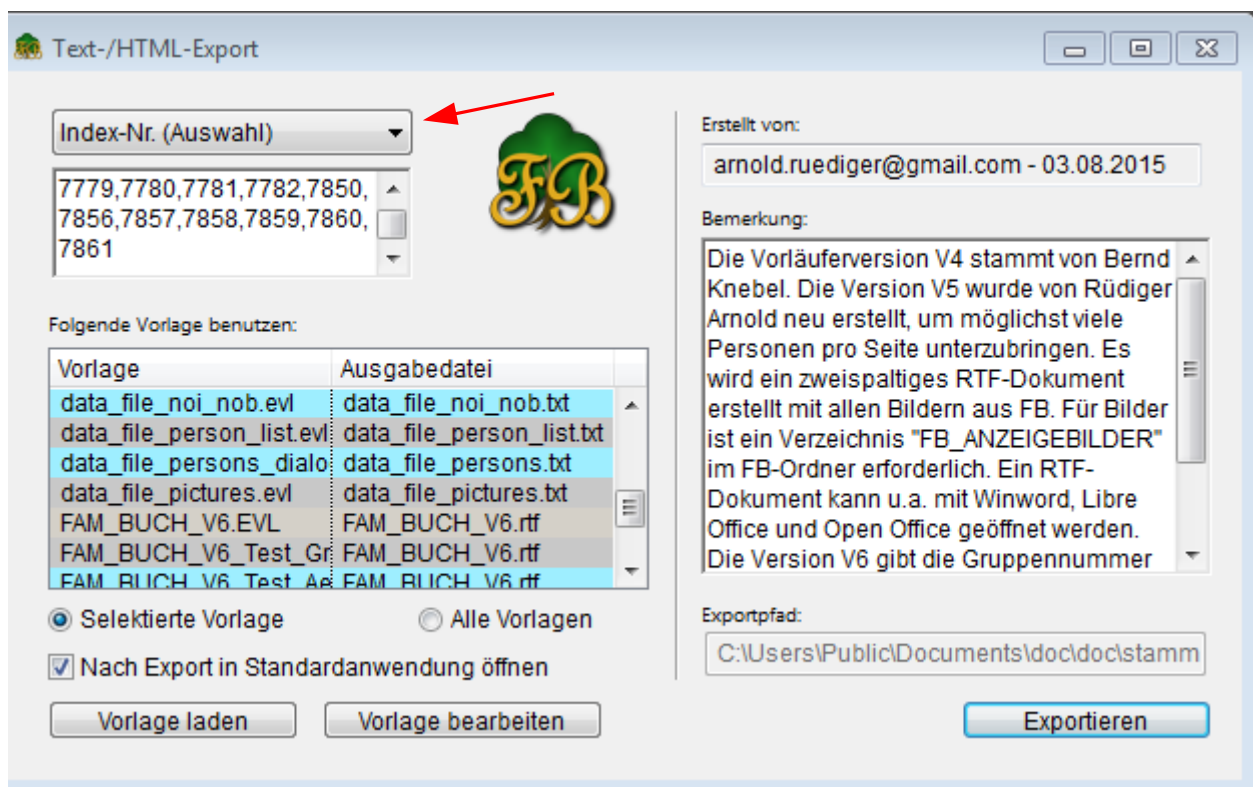 Text-/HTML-Export
Index-Nr. (Auswahl)
7779,7780,7781,7782,7850,
7856,7857,7858,7859,7860,
7861
FB
Folgende Vorlage benutzen:
Vorlage Ausgabedatei
data_file_noi_nob.evl data_file_noi_nob.txt
data_file_person_list.evl data_file_person_list.txt
data_file_persons_dialo data_file_persons.txt
data_file_pictures.evl data_file_pictures.txt
FAM_BUCH_V6.EVL FAM_BUCH_V6.rtf
FAM_BUCH_V6_Test_Gr FAM_BUCH_V6.rtf
FAM_BUCH_V6_Test_Ae FAM_BUCH_V6.rtf
Selektierte Vorlage Alle Vorlagen
Nach Export in Standardanwendung öffnen
Vorlage laden Vorlage bearbeiten
Erstellt von:
arnold.ruediger@gmail.com - 03.08.2015
Bemerkung:
Die Vorläuferversion V4 stammt von Bernd
Knebel. Die Version V5 wurde von Rüdiger
Arnold neu erstellt, um möglichst viele
Personen pro Seite unterzubringen. Es
wird ein zweispaltiges RTF-Dokument
erstellt mit allen Bildern aus FB. Für Bilder
ist ein Verzeichnis "FB_ANZEIGEBILDER"
im FB-Ordner erforderlich. Ein RTF-
Dokument kann u.a. mit Winword, Libre
Office und Open Office geöffnet werden.
Die Version V6 gibt die Gruppennummer
Exportpfad:
C:\Users\Public\Documents\doc\doc\stamm
Exportieren